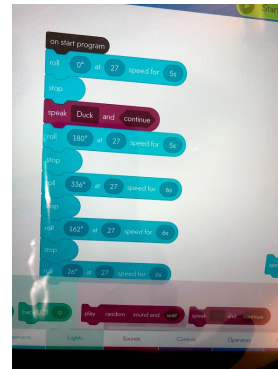 Start
on start program
roll 0° at 27 speed for 5s
stop
speak Duck and continue
roll 180° at 27 speed for 5s
stop
roll 336° at 27 speed for 6s
stop
roll 162° at 27 speed for 6s
stop
roll 26° at 27 speed for 6s
0
play random sound and wait
speak and continue
Lights
Sounds
Controls
Operators